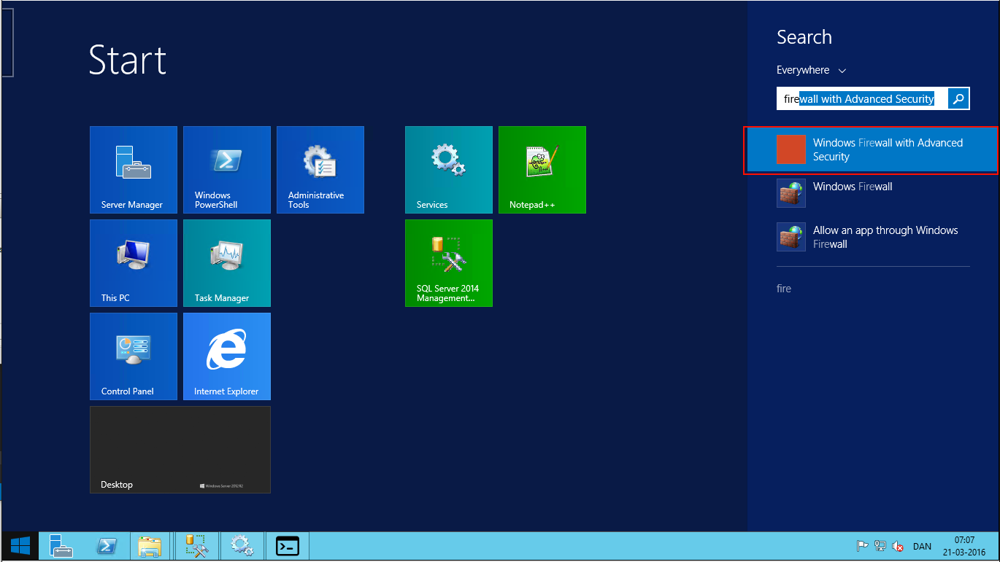 Start
Server Manager
Windows
PowerShell
Administrative
Tools
Services
Notepad++
This PC
Task Manager
SQL Server 2014
Management...
Control Panel
Internet Explorer
Desktop
Windows Server 2012 R2
Search
Everywhere
firewall with Advanced Security
Windows Firewall with Advanced
Security
Windows Firewall
Allow an app through Windows
Firewall
fire
DAN
07:07
21-03-2016